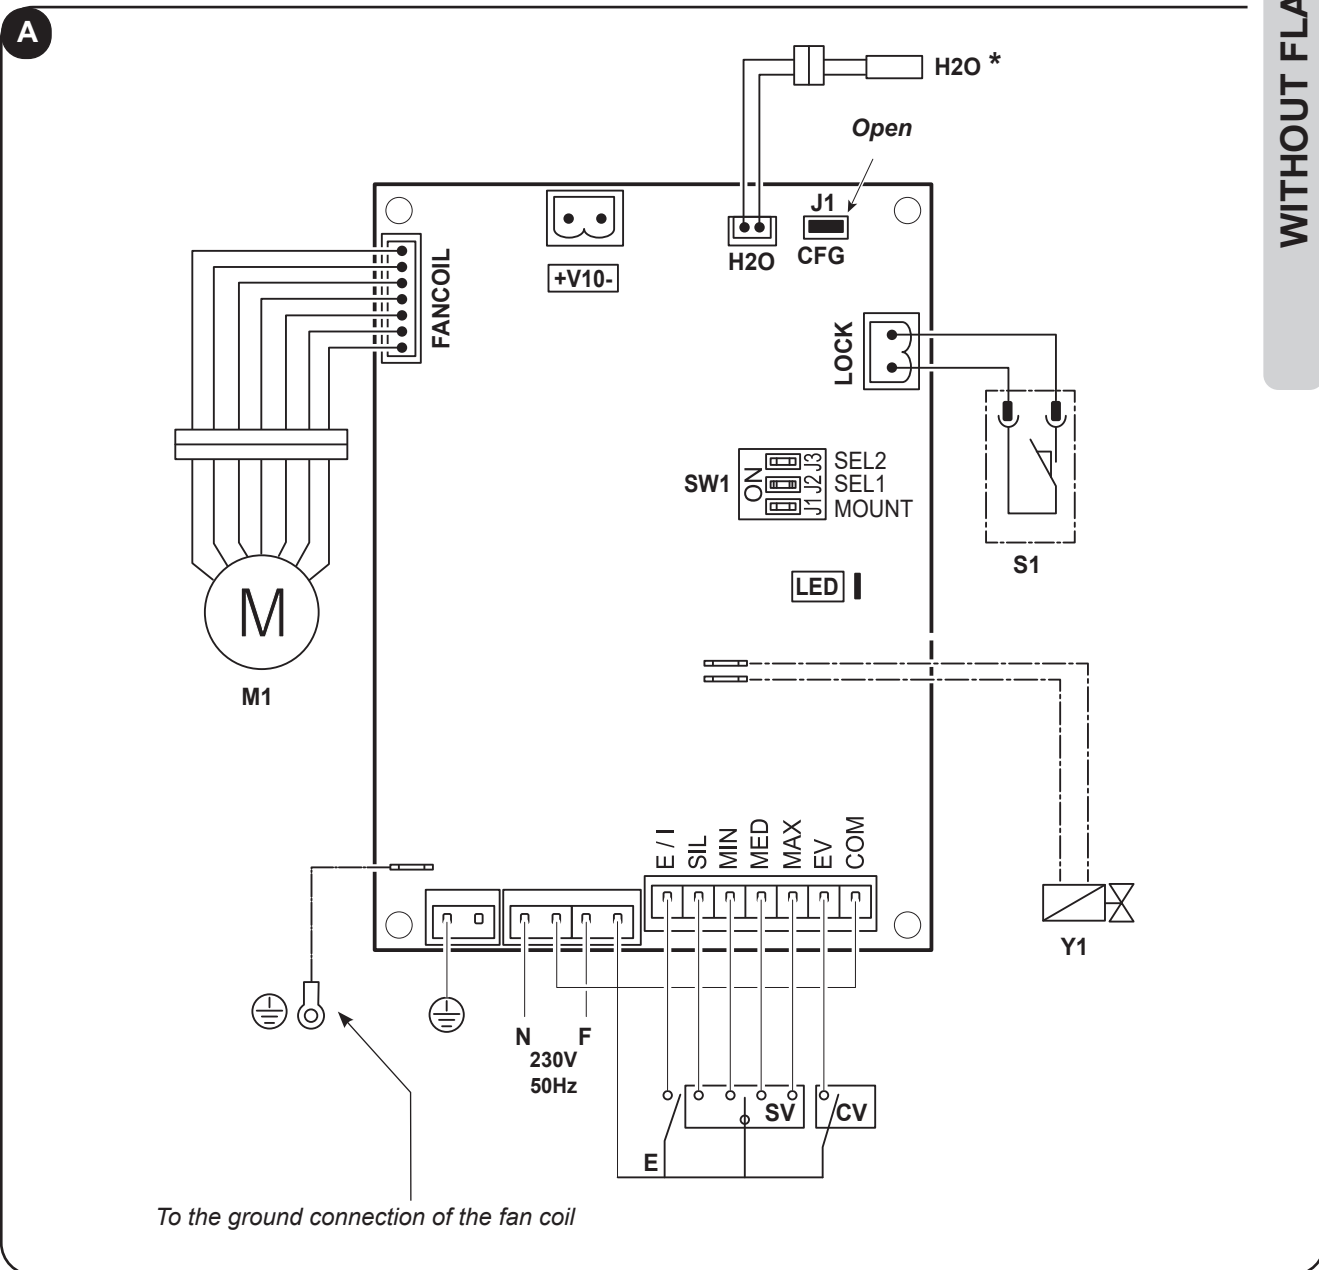 A
WITHOUT
H2O *
Open
J1
CFG
H2O
+V10-
FANCOIL
LOCK
SW1
ON
J3 SEL2
J2 SEL1
J1 MOUNT
S1
LED
M
M1
E / I
SIL
MIN
MED
MAX
EV
COM
Y1
N
F
230V
50Hz
SV
CV
E
To the ground connection of the fan coil